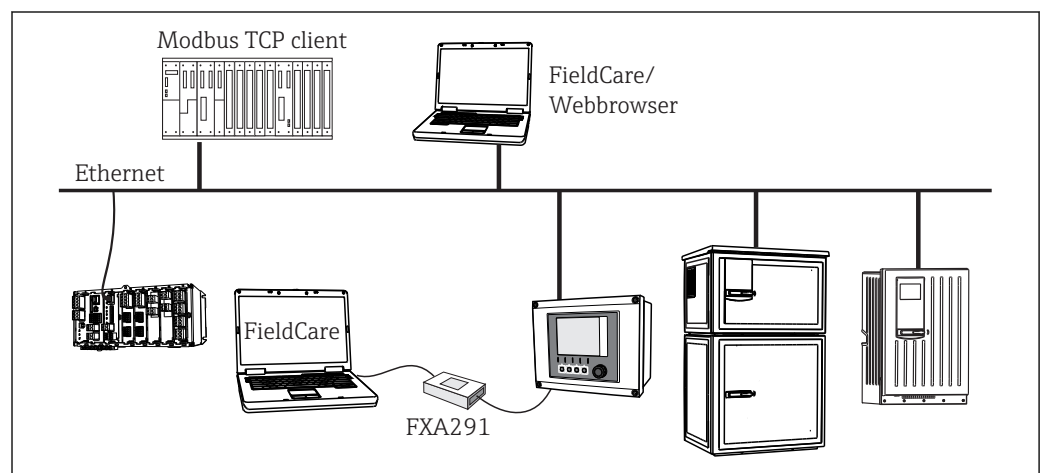 Modbus TCP client
FieldCare/
Webbrowser
Ethernet
FieldCare
FXA291